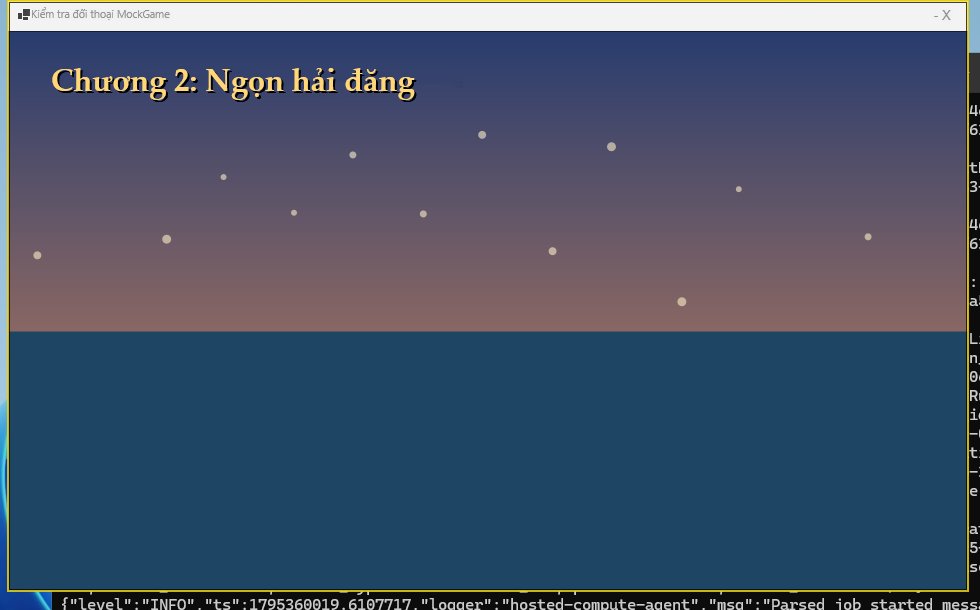 Kiểm tra đối thoại MockGame
- X
Chương 2: Ngọn hải đăng
{"level":"INFO","ts":1795360019.6107717,"logger":"hosted-compute-agent","msg":"Parsed job started mes